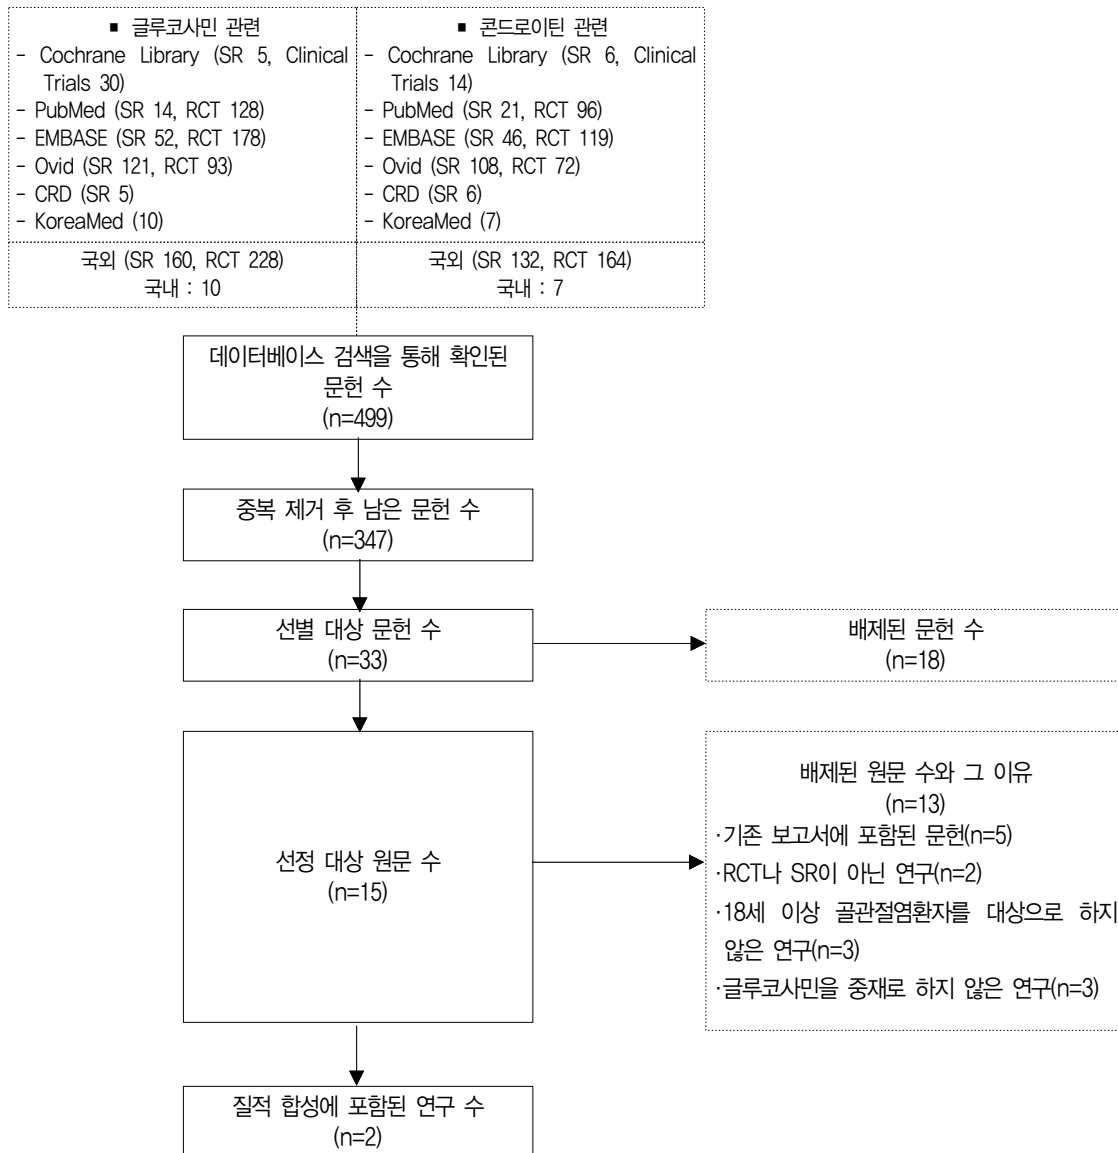 ▪ 글루코사민 관련
- Cochrane Library (SR 5, Clinical
Trials 30)
- PubMed (SR 14, RCT 128)
- EMBASE (SR 52, RCT 178)
- Ovid (SR 121, RCT 93)
- CRD (SR 5)
- KoreaMed (10)
▪ 콘드로이틴 관련
- Cochrane Library (SR 6, Clinical
Trials 14)
- PubMed (SR 21, RCT 96)
- EMBASE (SR 46, RCT 119)
- Ovid (SR 108, RCT 72)
- CRD (SR 6)
- KoreaMed (7)
국외 (SR 160, RCT 228)
국내 : 10
국외 (SR 132, RCT 164)
국내 : 7
데이터베이스 검색을 통해 확인된
문헌 수
(n=499)
중복 제거 후 남은 문헌 수
(n=347)
선별 대상 문헌 수
(n=33)
배제된 문헌 수
(n=18)
선정 대상 원문 수
(n=15)
배제된 원문 수와 그 이유
(n=13)
·기존 보고서에 포함된 문헌(n=5)
·RCT나 SR이 아닌 연구(n=2)
·18세 이상 골관절염환자를 대상으로 하지
않은 연구(n=3)
·글루코사민을 중재로 하지 않은 연구(n=3)
질적 합성에 포함된 연구 수
(n=2)